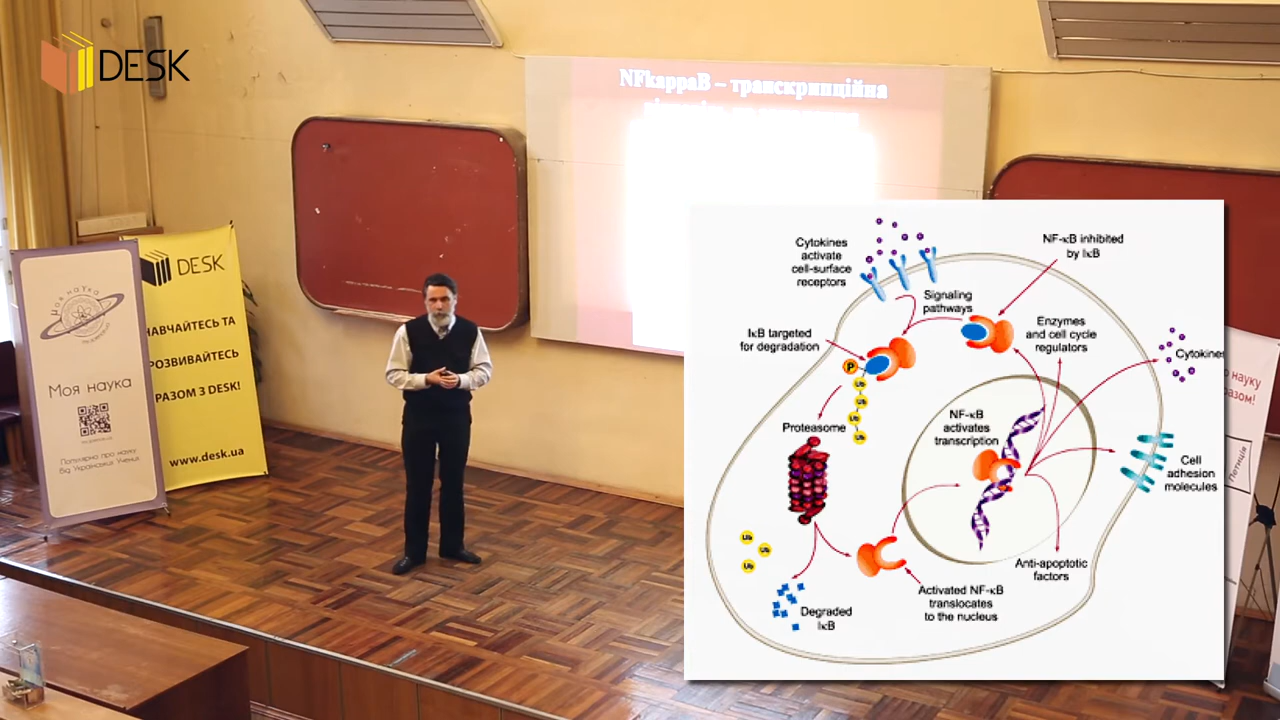 DESK
NFkappaB – транскрипційна
Моя наука
Моя наука
Популярно про науку
від Українських Учених
DESK
НАВЧАЙТЕСЬ ТА
РОЗВИВАЙТЕСЬ
РАЗОМ З DESK!
www.desk.ua
Cytokines
activate
cell-surface
receptors
NF-κB inhibited
by IκB
Signaling
pathways
Enzymes
and cell cycle
regulators
IκB targeted
for degradation
Cytokines
P
Ub
Ub
Ub
Ub
Proteasome
NF-κB
activates
transcription
Cell
adhesion
molecules
Ub
Ub
Ub
Anti-apoptotic
factors
Activated NF-κB
translocates
to the nucleus
Degraded
IκB
науку
разом!
Петиція